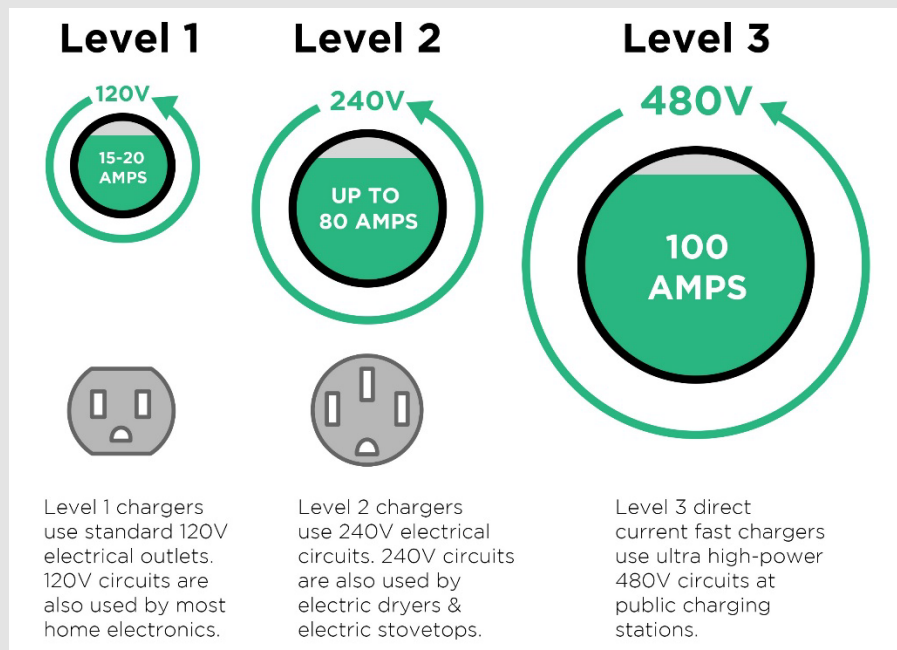 Level 1
120V
15-20
AMPS
Level 1 chargers
use standard 120V
electrical outlets.
120V circuits are
also used by most
home electronics.
Level 2
240V
UP TO
80 AMPS
Level 2 chargers
use 240V electrical
circuits. 240V circuits
are also used by
electric dryers &
electric stovetops.
Level 3
480V
100
AMPS
Level 3 direct
current fast chargers
use ultra high-power
480V circuits at
public charging
stations.